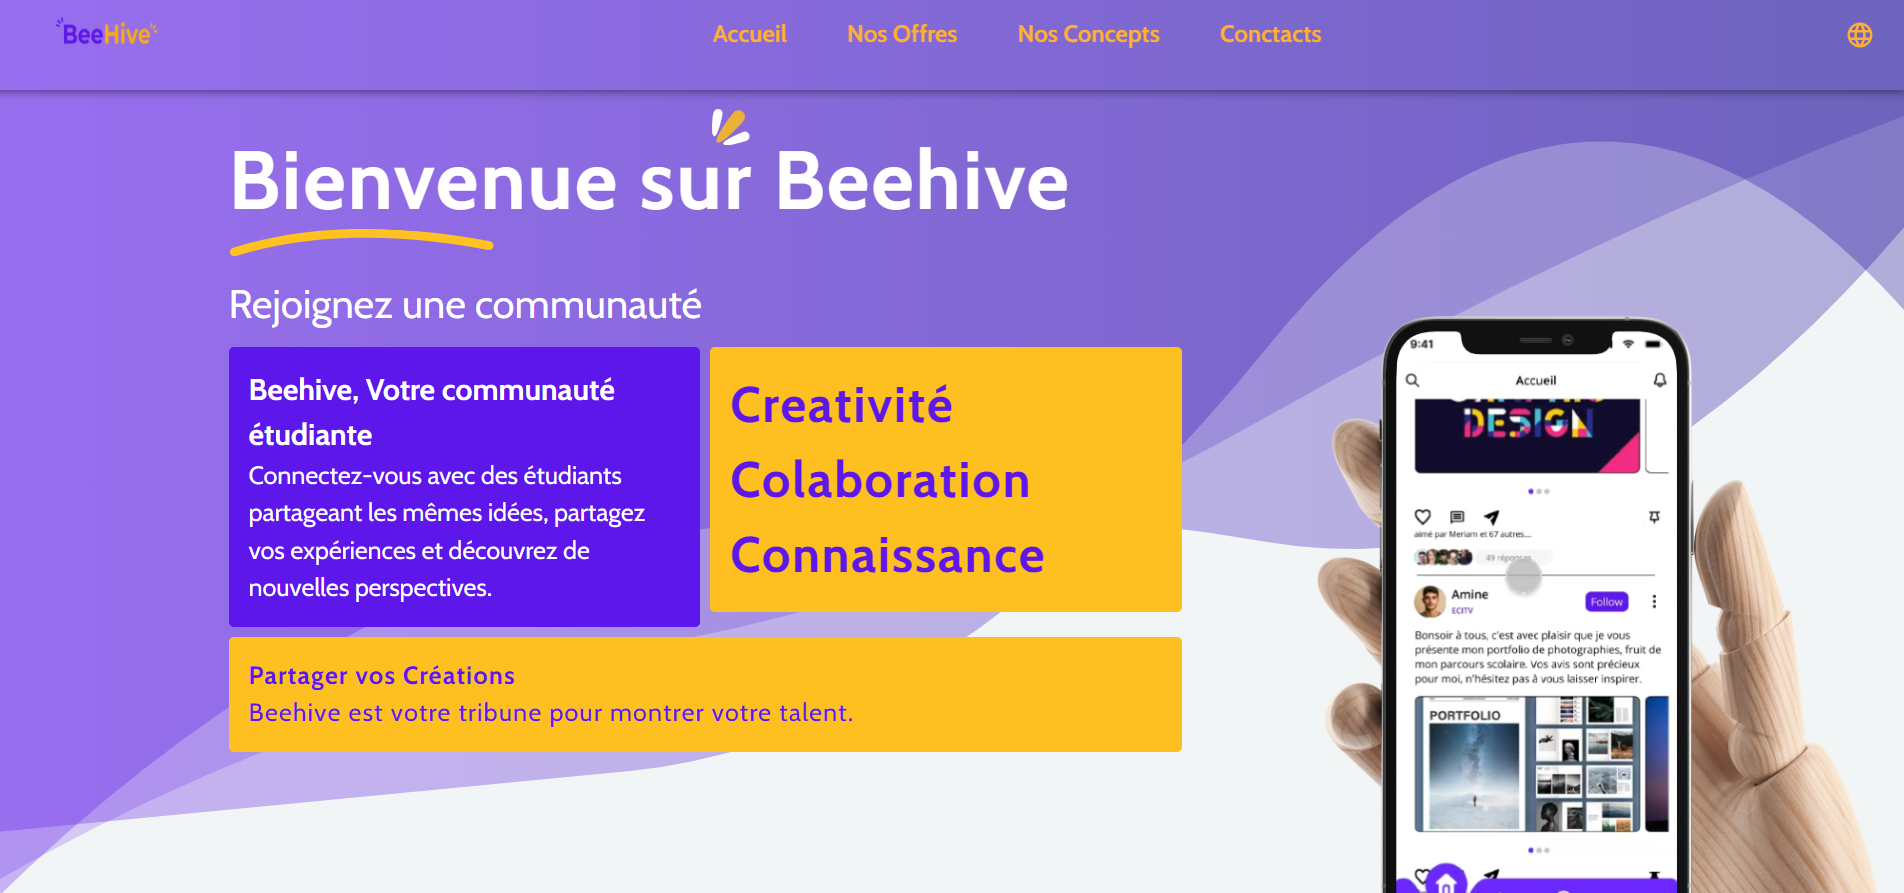 BeeHive
Accueil
Nos Offres
Nos Concepts
Conctacts
Bienvenue sur Beehive
Rejoignez une communauté
Beehive, Votre communauté
étudiante
Connectez-vous avec des étudiants
partageant les mêmes idées, partagez
vos expériences et découvrez de
nouvelles perspectives.
Creativité
Colaboration
Connaissance
Partager vos Créations
Beehive est votre tribune pour montrer votre talent.
9:41
Accueil
DESIGN
aimé par Meriam et 67 autres...
49 réponses
Amine
ECITV
Follow
Bonsoir à tous, c'est avec plaisir que je vous
présente mon portfolio de photographies, fruit de
mon parcours scolaire. Vos avis sont précieux
pour moi, n'hésitez pas à vous laisser inspirer.
PORTFOLIO